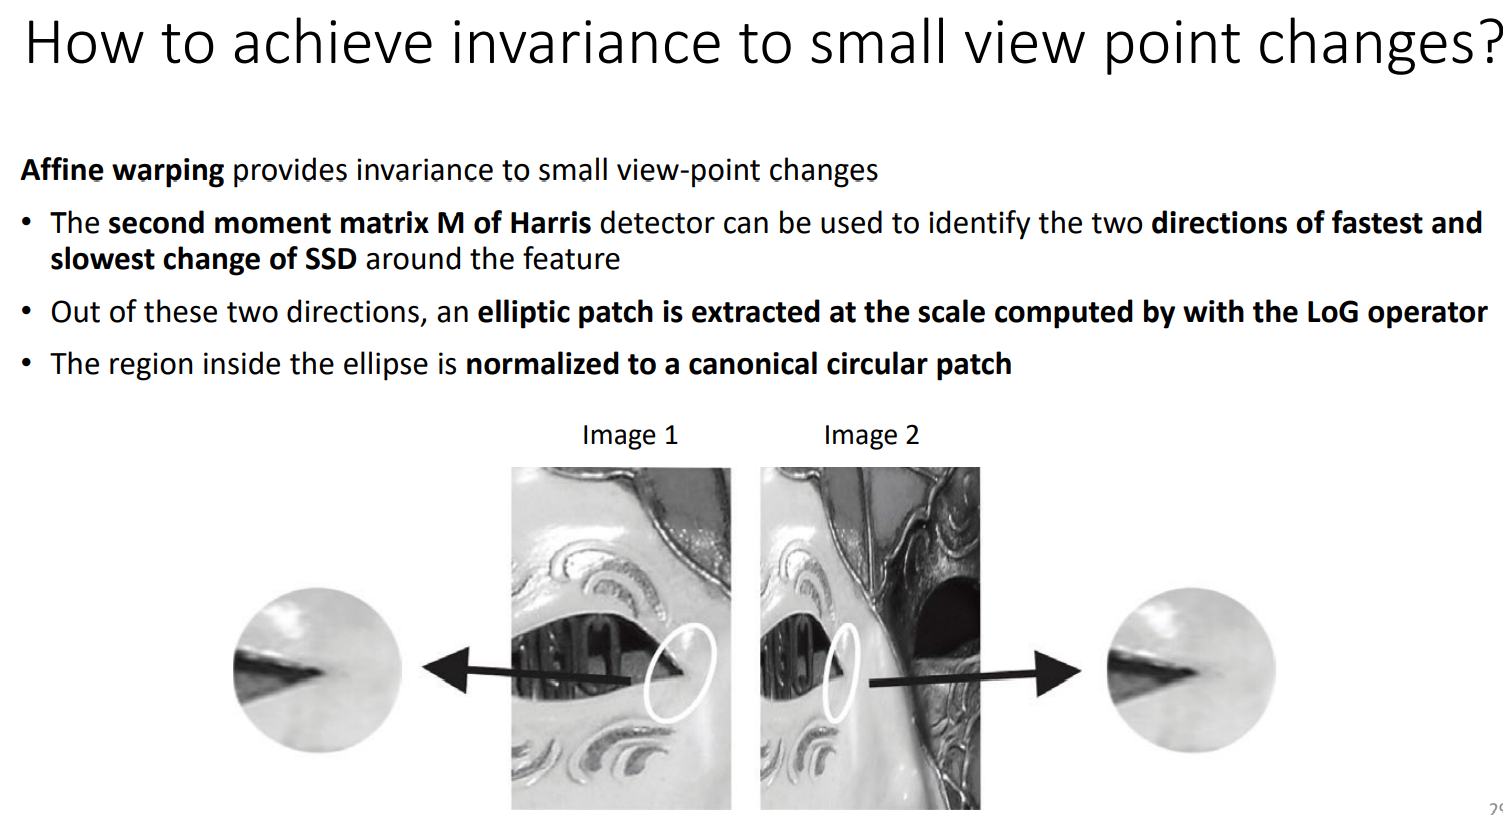 How to achieve invariance to small view point changes?
Affine warping provides invariance to small view-point changes
• The second moment matrix M of Harris detector can be used to identify the two directions of fastest and
slowest change of SSD around the feature
• Out of these two directions, an elliptic patch is extracted at the scale computed by with the LoG operator
• The region inside the ellipse is normalized to a canonical circular patch
Image 1
Image 2